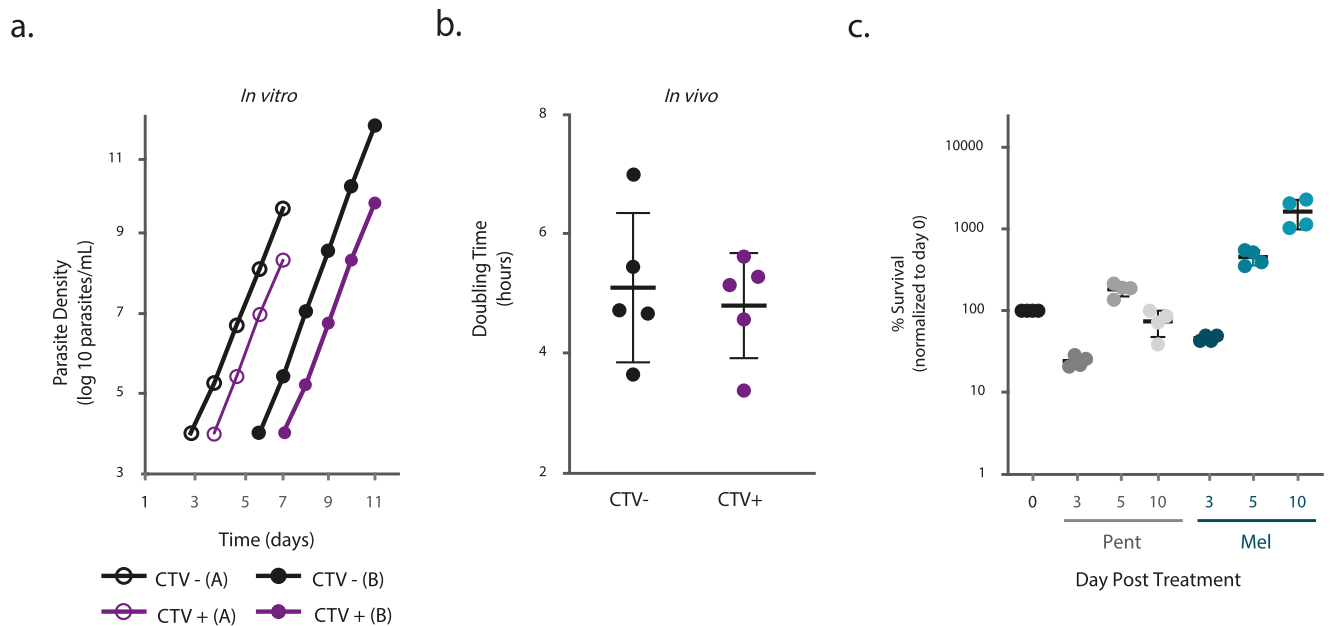 a.
In vitro
Parasite Density
(log 10 parasites/mL)
11
9
7
5
3
1 3 5 7 9 11
Time (days)
CTV - (A) CTV - (B)
CTV + (A) CTV + (B)
b.
In vivo
Doubling Time
(hours)
8
6
4
2
CTV- CTV+
c.
% Survival
(normalized to day 0)
10000
1000
100
10
1
0 3 5 10 3 5 10
Pent Mel
Day Post Treatment